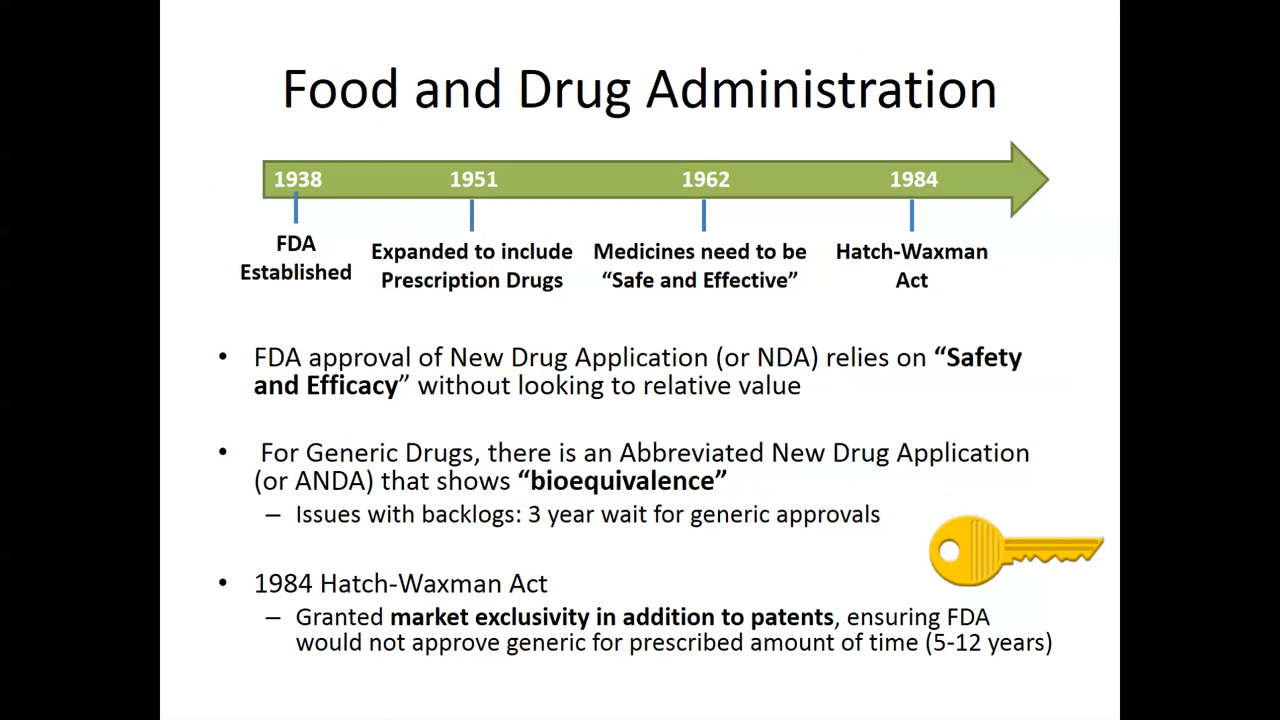 Food and Drug Administration
1938 1951 1962 1984
FDA
Established
Expanded to include
Prescription Drugs
Medicines need to be
“Safe and Effective”
Hatch-Waxman
Act
• FDA approval of New Drug Application (or NDA) relies on “Safety
and Efficacy” without looking to relative value
• For Generic Drugs, there is an Abbreviated New Drug Application
(or ANDA) that shows “bioequivalence”
– Issues with backlogs: 3 year wait for generic approvals
• 1984 Hatch-Waxman Act
– Granted market exclusivity in addition to patents, ensuring FDA
would not approve generic for prescribed amount of time (5-12 years)